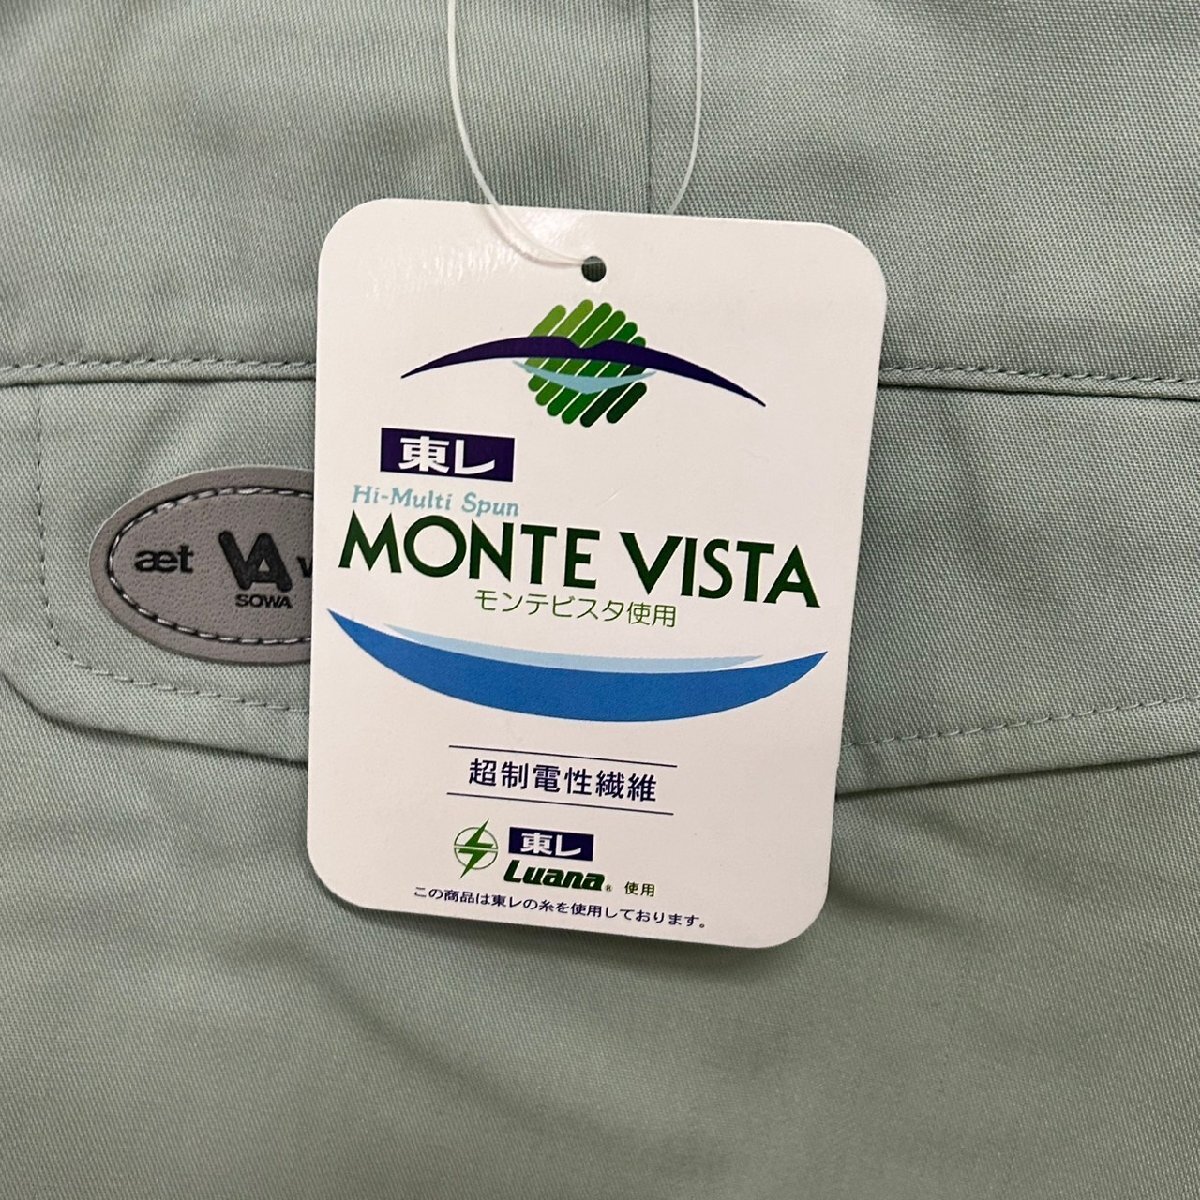 東レ
Hi-Multi Spun
MONTE VISTA
モンテビスタ使用
æt
SOWA
超制電性繊維
東レ
Luana® 使用
この商品は東レの糸を使用しております。